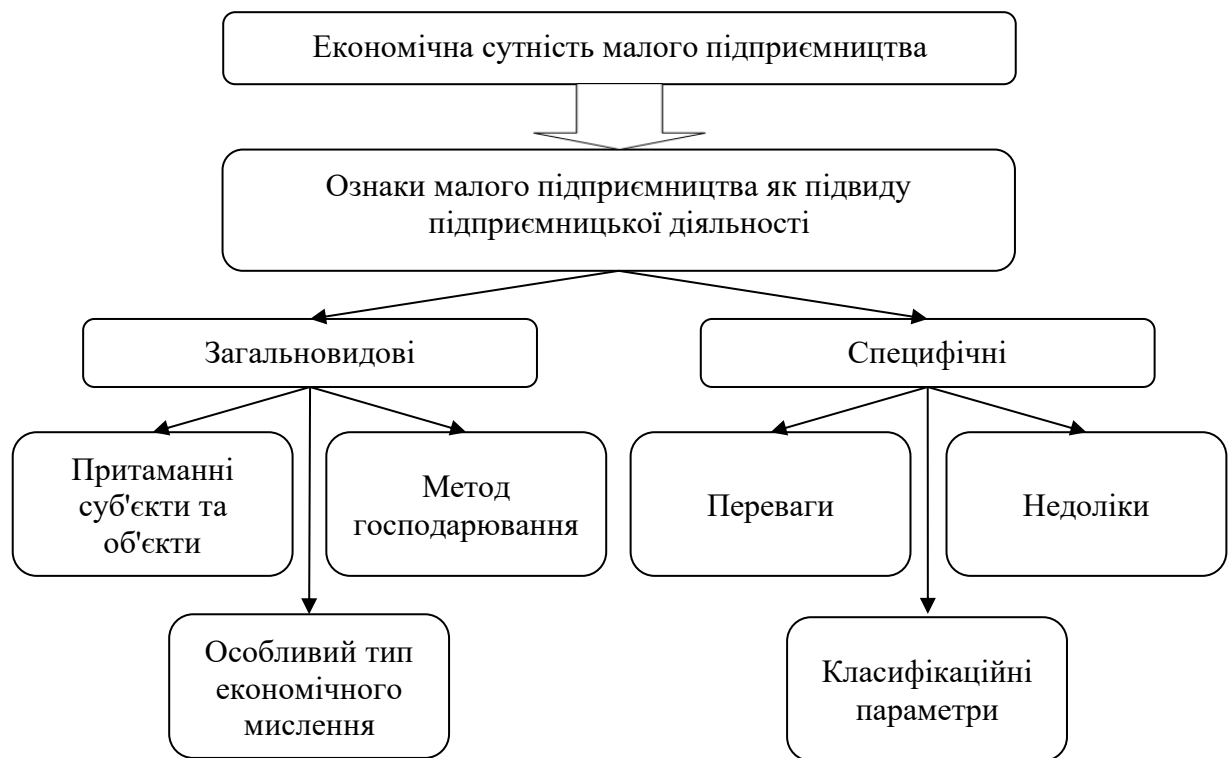 Економічна сутність малого підприємництва
Ознаки малого підприємництва як підвиду
підприємницької діяльності
Загальновидові
Специфічні
Притаманні
суб'єкти та
об'єкти
Метод
господарювання
Переваги
Недоліки
Особливий тип
економічного
мислення
Класифікаційні
параметри